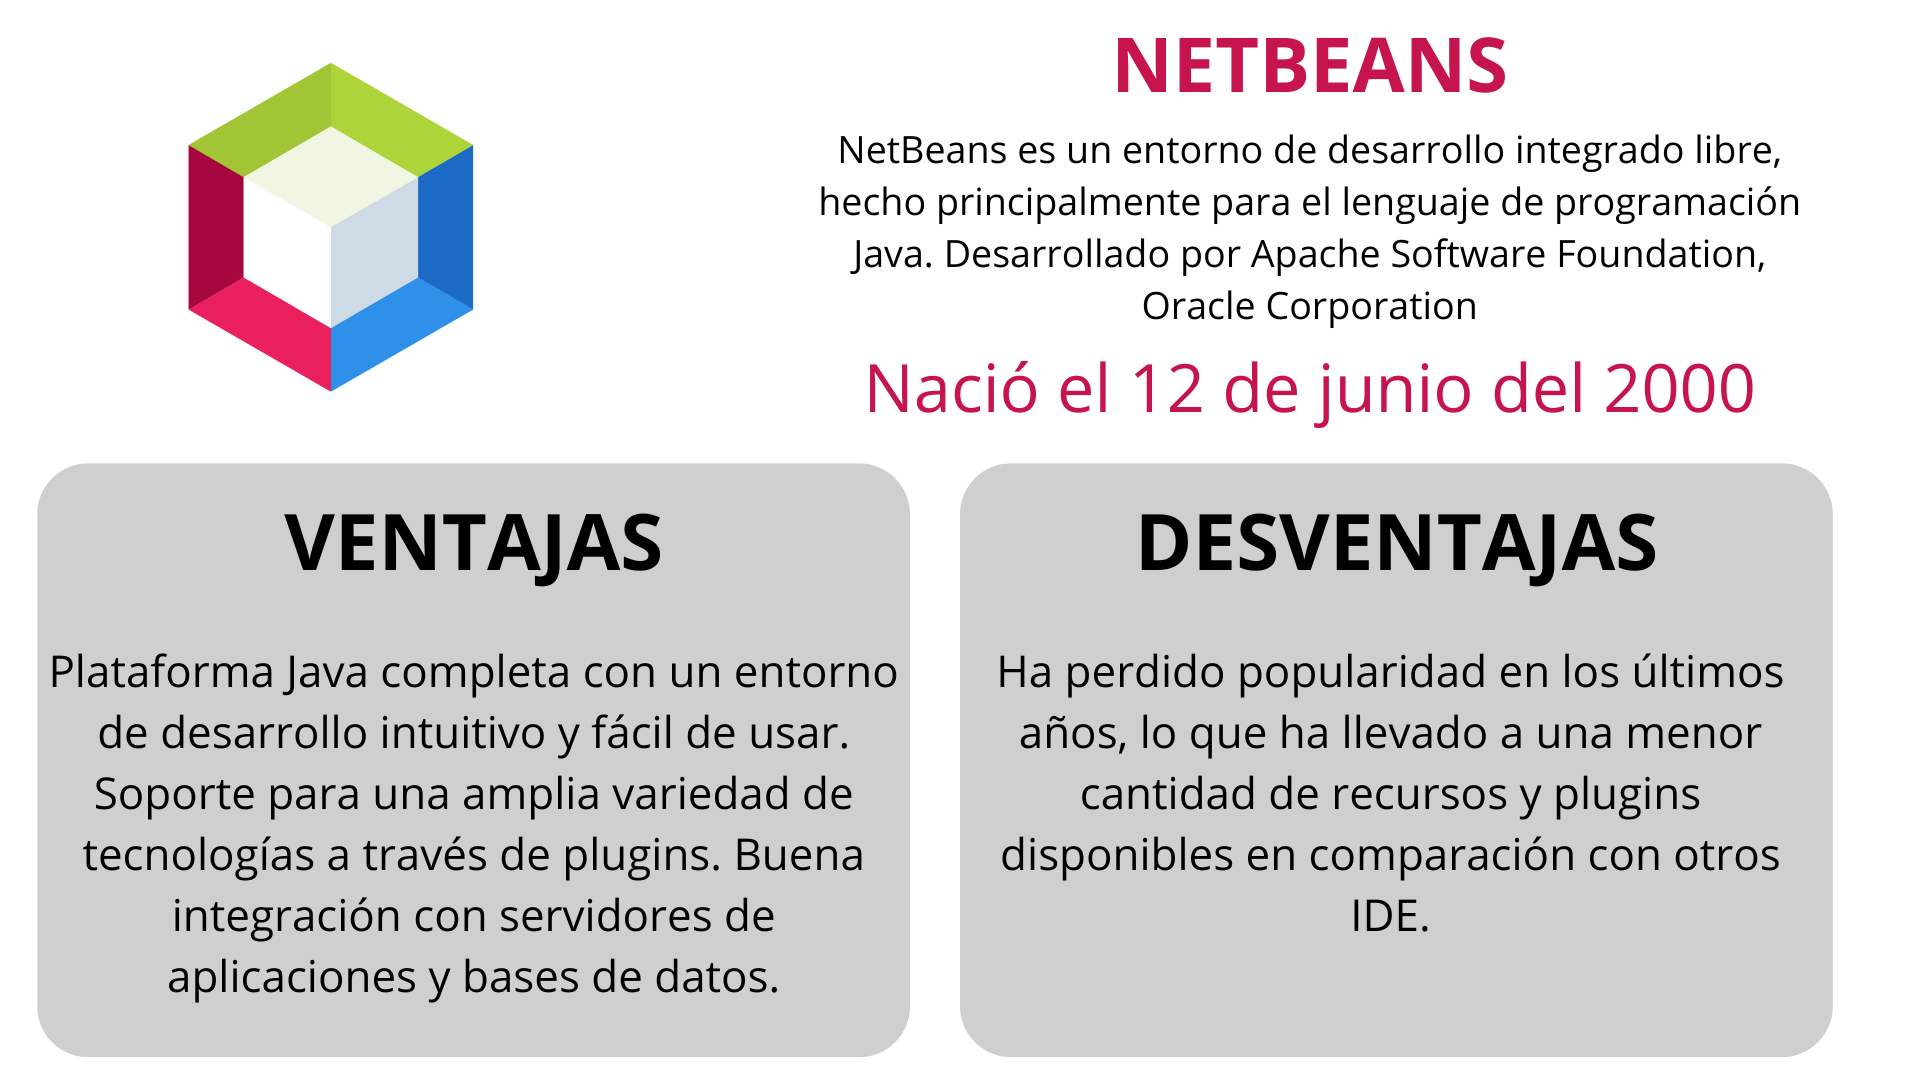 NETBEANS
NetBeans es un entorno de desarrollo integrado libre,
hecho principalmente para el lenguaje de programación
Java. Desarrollado por Apache Software Foundation,
Oracle Corporation
Nació el 12 de junio del 2000
VENTAJAS
Plataforma Java completa con un entorno
de desarrollo intuitivo y fácil de usar.
Soporte para una amplia variedad de
tecnologías a través de plugins. Buena
integración con servidores de
aplicaciones y bases de datos.
DESVENTAJAS
Ha perdido popularidad en los últimos
años, lo que ha llevado a una menor
cantidad de recursos y plugins
disponibles en comparación con otros
IDE.